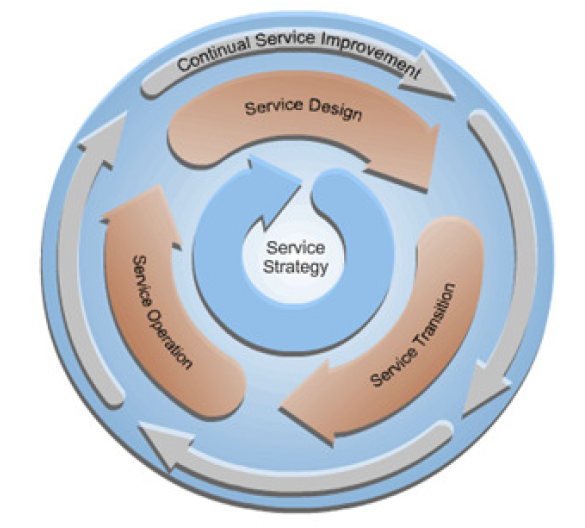 Continual Service Improvement
Service Design
Service
Strategy
Service Transition
Service Operation